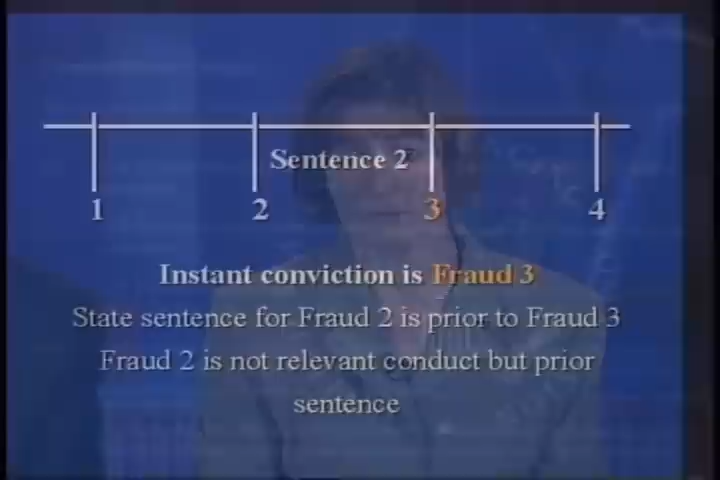 Sentence 2
1 2 3 4
Instant conviction is Fraud 3
State sentence for Fraud 2 is prior to Fraud 3
Fraud 2 is not relevant conduct but prior
sentence